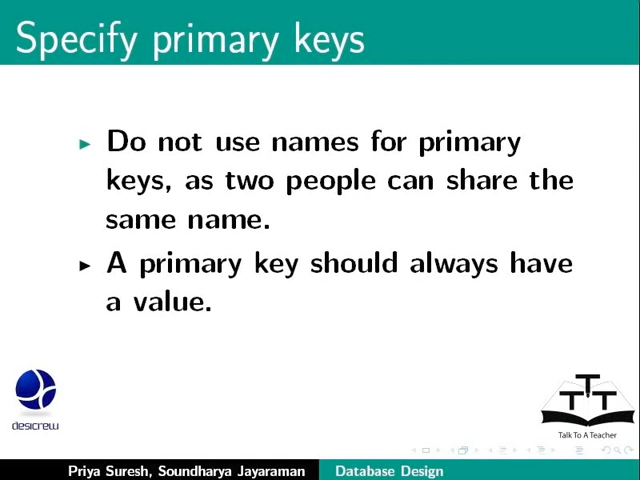 Specify primary keys
Do not use names for primary
keys, as two people can share the
same name.
A primary key should always have
a value.
desicrew
T T T
Talk To A Teacher
Priya Suresh, Soundharya Jayaraman Database Design